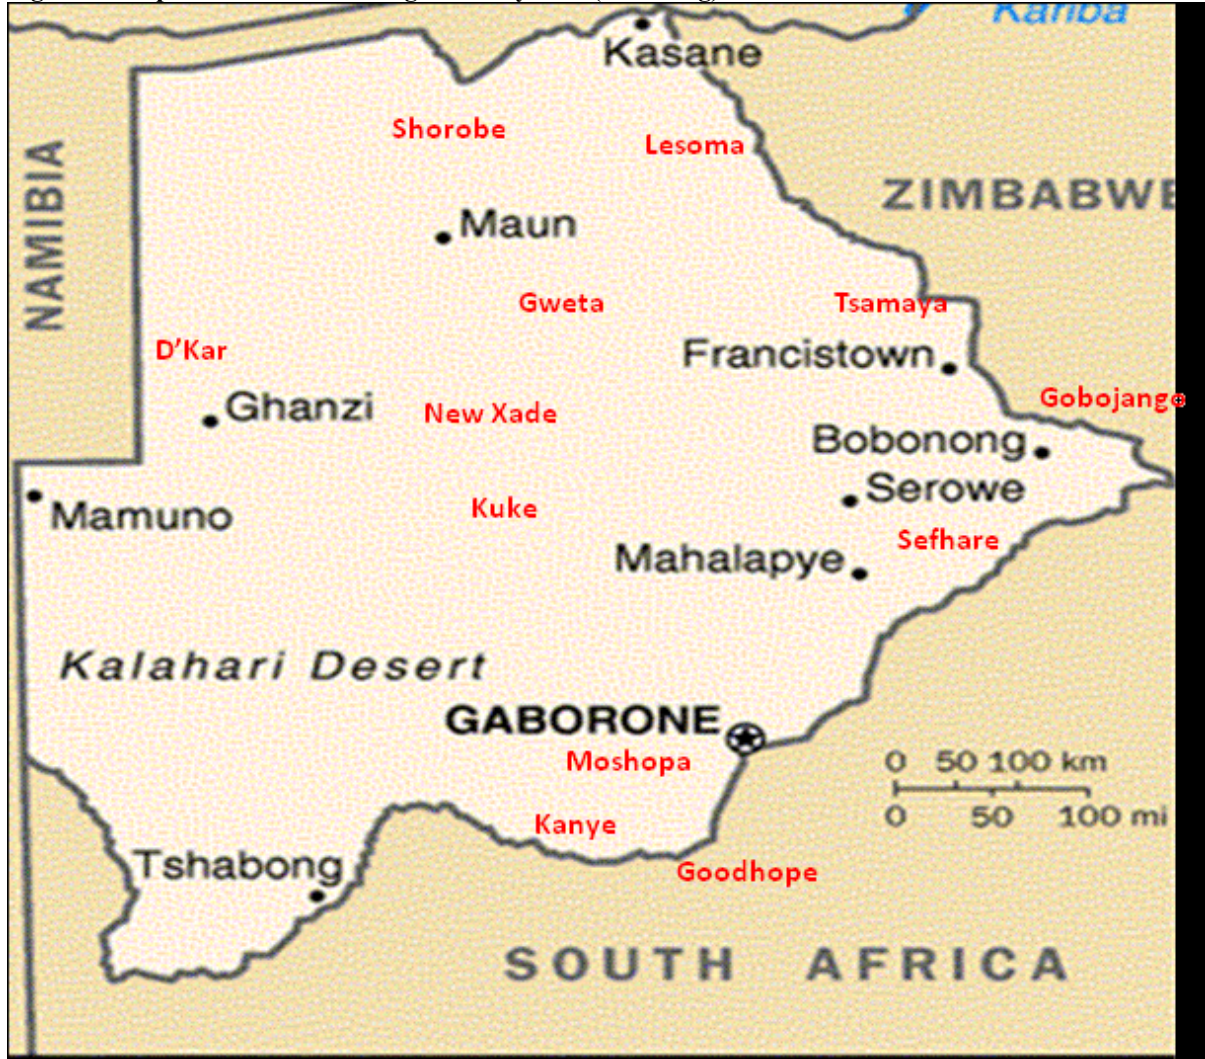 Kariba
Kasane
Shorobe
Lesoma
NAMIBIA
ZIMBABWE
Maun
Gweta
Tsamaya
D’Kar
Francistown
Ghanzi
New Xade
Gobojango
Bobonong
Serowe
Mamuno
Kuke
Sefhare
Mahalapye
Kalahari Desert
GABORONE
Moshopa
0 50 100 km
0 50 100 mi
Kanye
Tshabong
Goodhope
SOUTH AFRICA